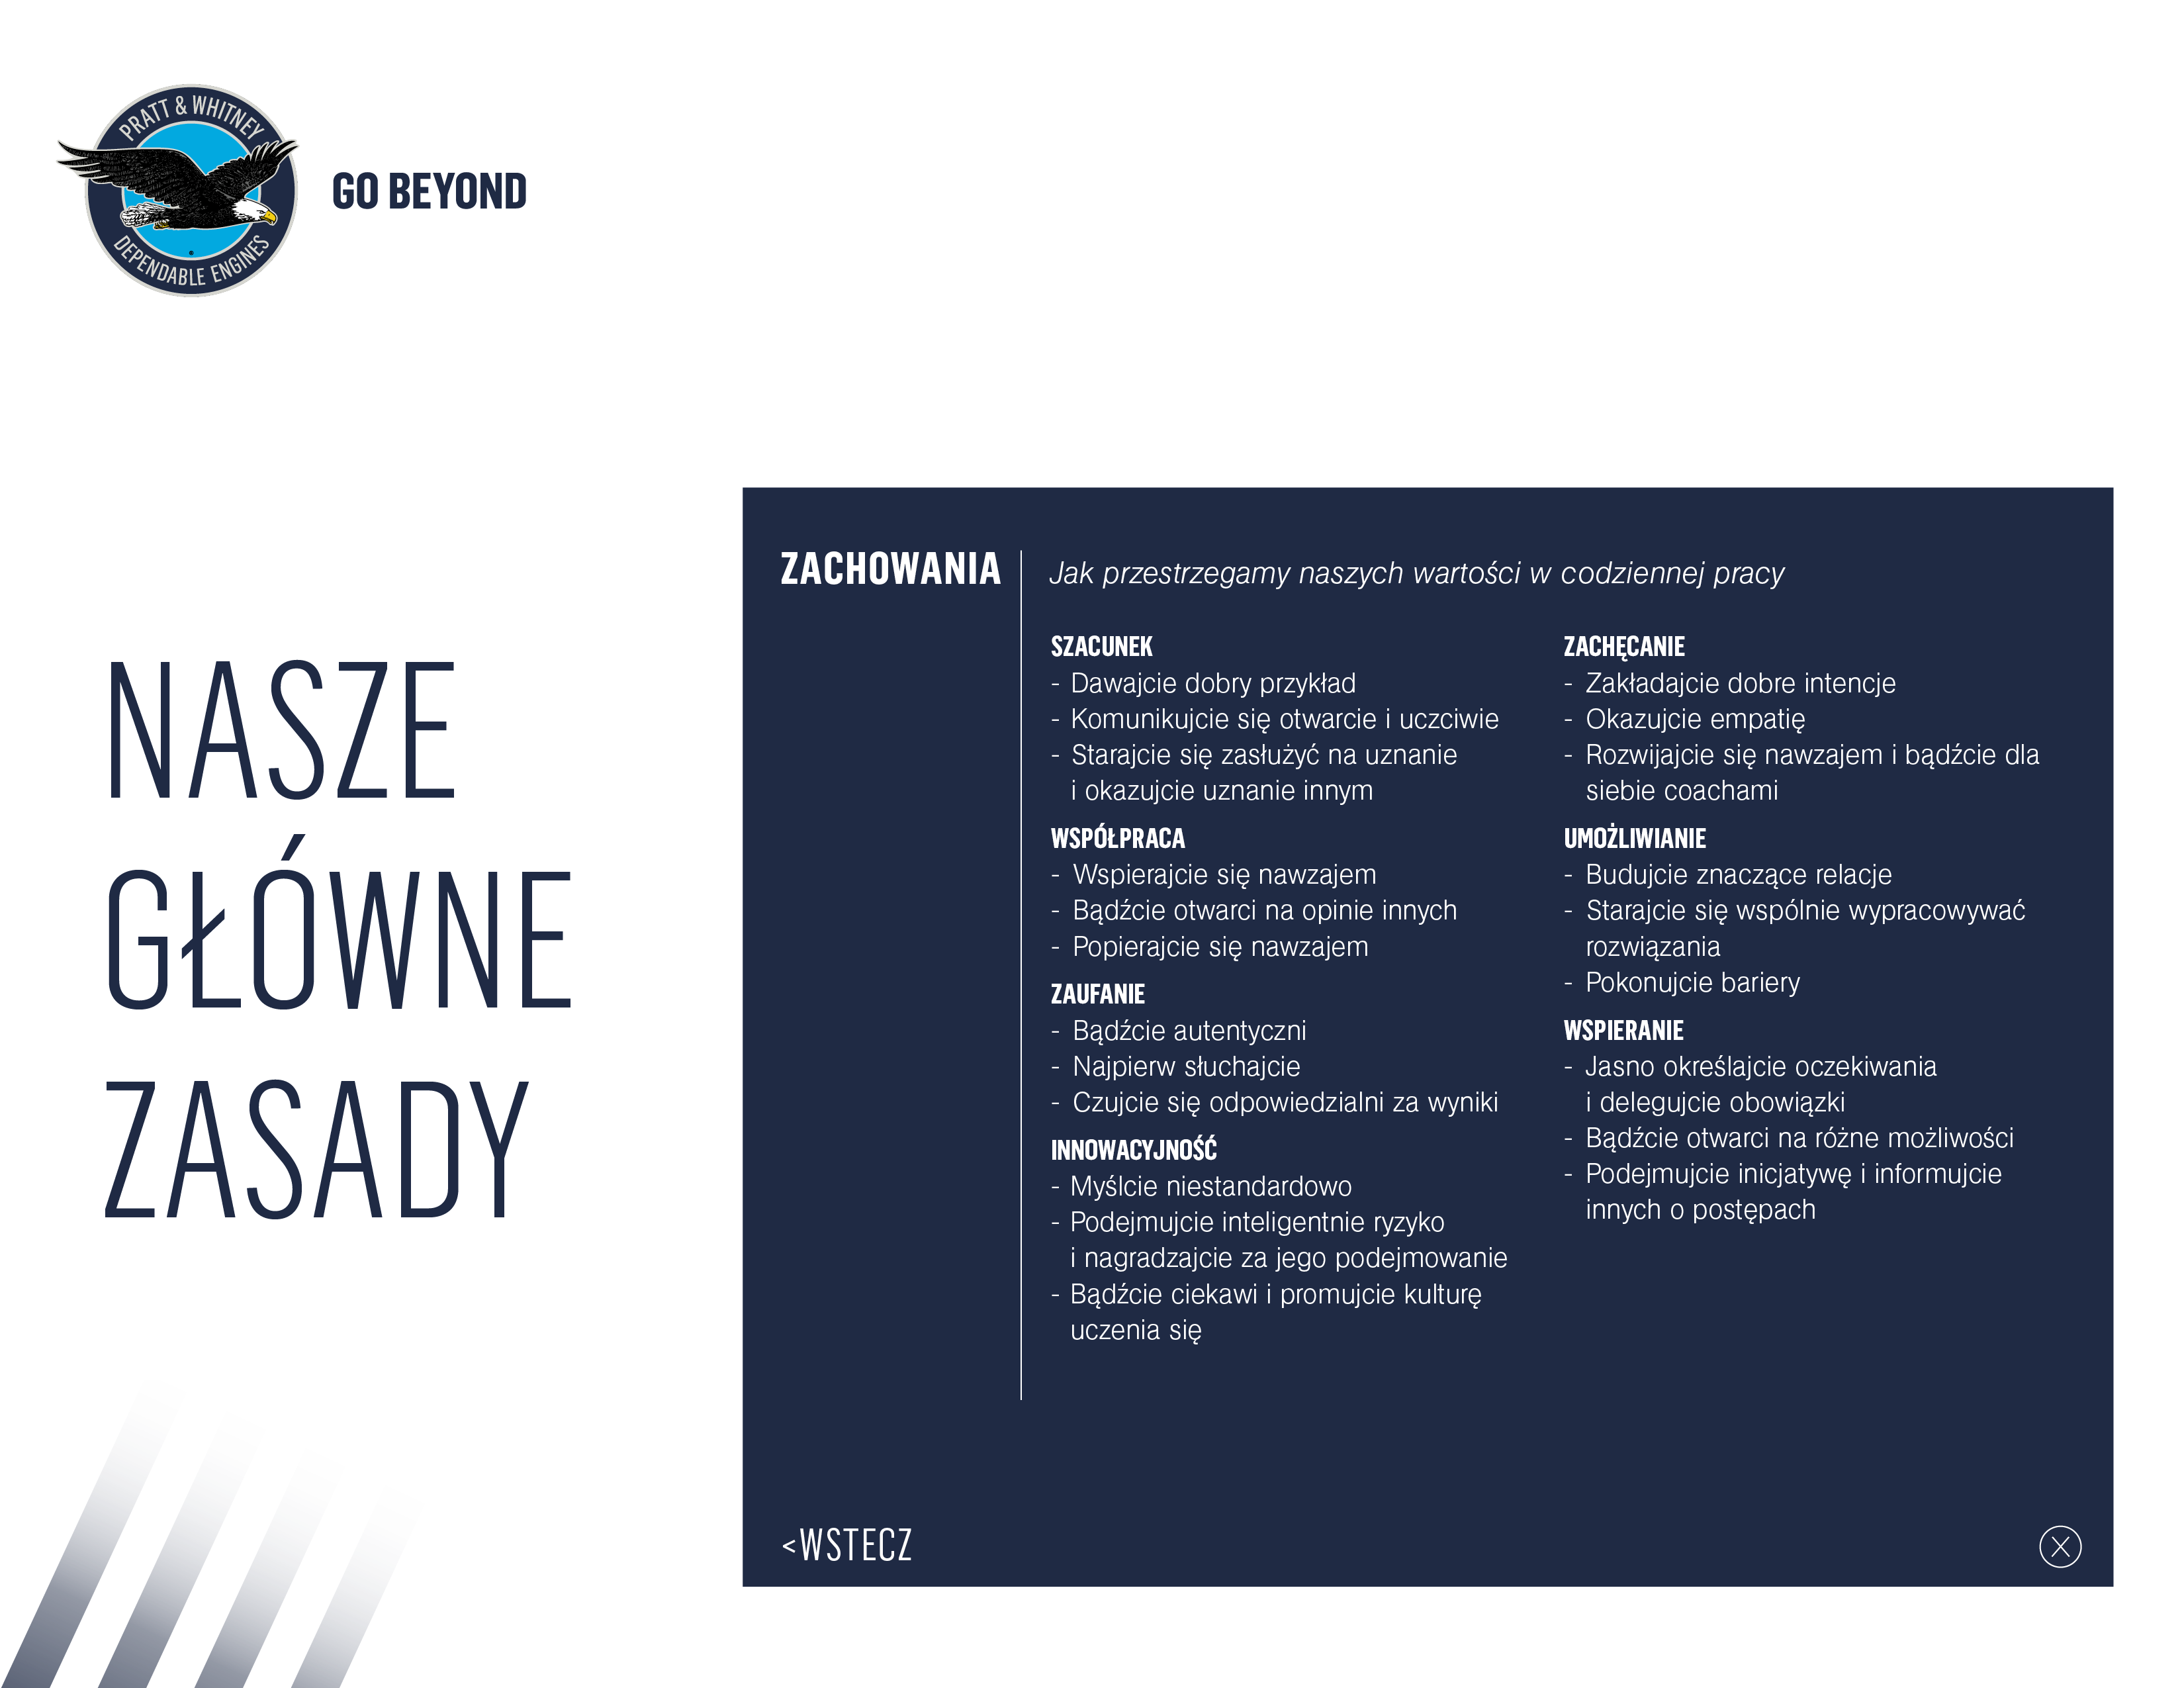 PRATT & WHITNEY
DEPENDABLE ENGINES
GO BEYOND
NASZE
GŁÓWNE
ZASADY
ZACHOWANIA
Jak przestrzegamy naszych wartości w codziennej pracy
SZACUNEK
- Dawajcie dobry przykład
- Komunikujcie się otwarcie i uczciwie
- Starajcie się zasłużyć na uznanie
i okazujcie uznanie innym
WSPÓŁPRACA
- Wspierajcie się nawzajem
- Bądźcie otwarci na opinie innych
- Popierajcie się nawzajem
ZAUFANIE
- Bądźcie autentyczni
- Najpierw słuchajcie
- Czujcie się odpowiedzialni za wyniki
INNOWACYJNOŚĆ
- Myślcie niestandardowo
- Podejmujcie inteligentnie ryzyko
i nagradzajcie za jego podejmowanie
- Bądźcie ciekawi i promujcie kulturę
uczenia się
ZACHĘCANIE
- Zakładajcie dobre intencje
- Okazujcie empatię
- Rozwijajcie się nawzajem i bądźcie dla
siebie coachami
UMOŻLIWIANIE
- Budujcie znaczące relacje
- Starajcie się wspólnie wypracowywać
rozwiązania
- Pokonujcie bariery
WSPIERANIE
- Jasno określajcie oczekiwania
i delegujcie obowiązki
- Bądźcie otwarci na różne możliwości
- Podejmujcie inicjatywę i informujcie
innych o postępach
<WSTECZ
X